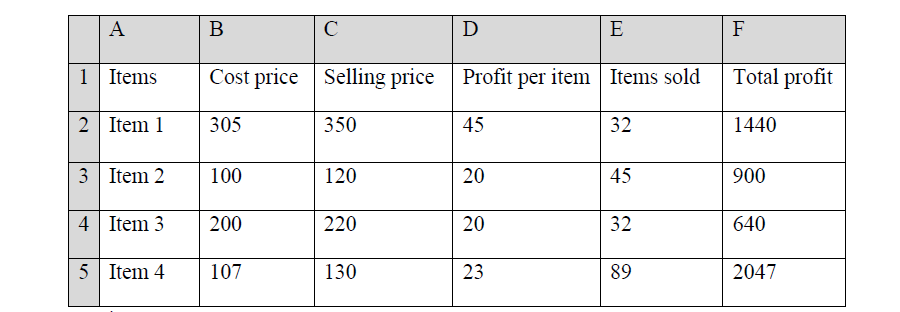 A B C D E F
1 Items Cost price Selling price Profit per item Items sold Total profit
2 Item 1 305 350 45 32 1440
3 Item 2 100 120 20 45 900
4 Item 3 200 220 20 32 640
5 Item 4 107 130 23 89 2047